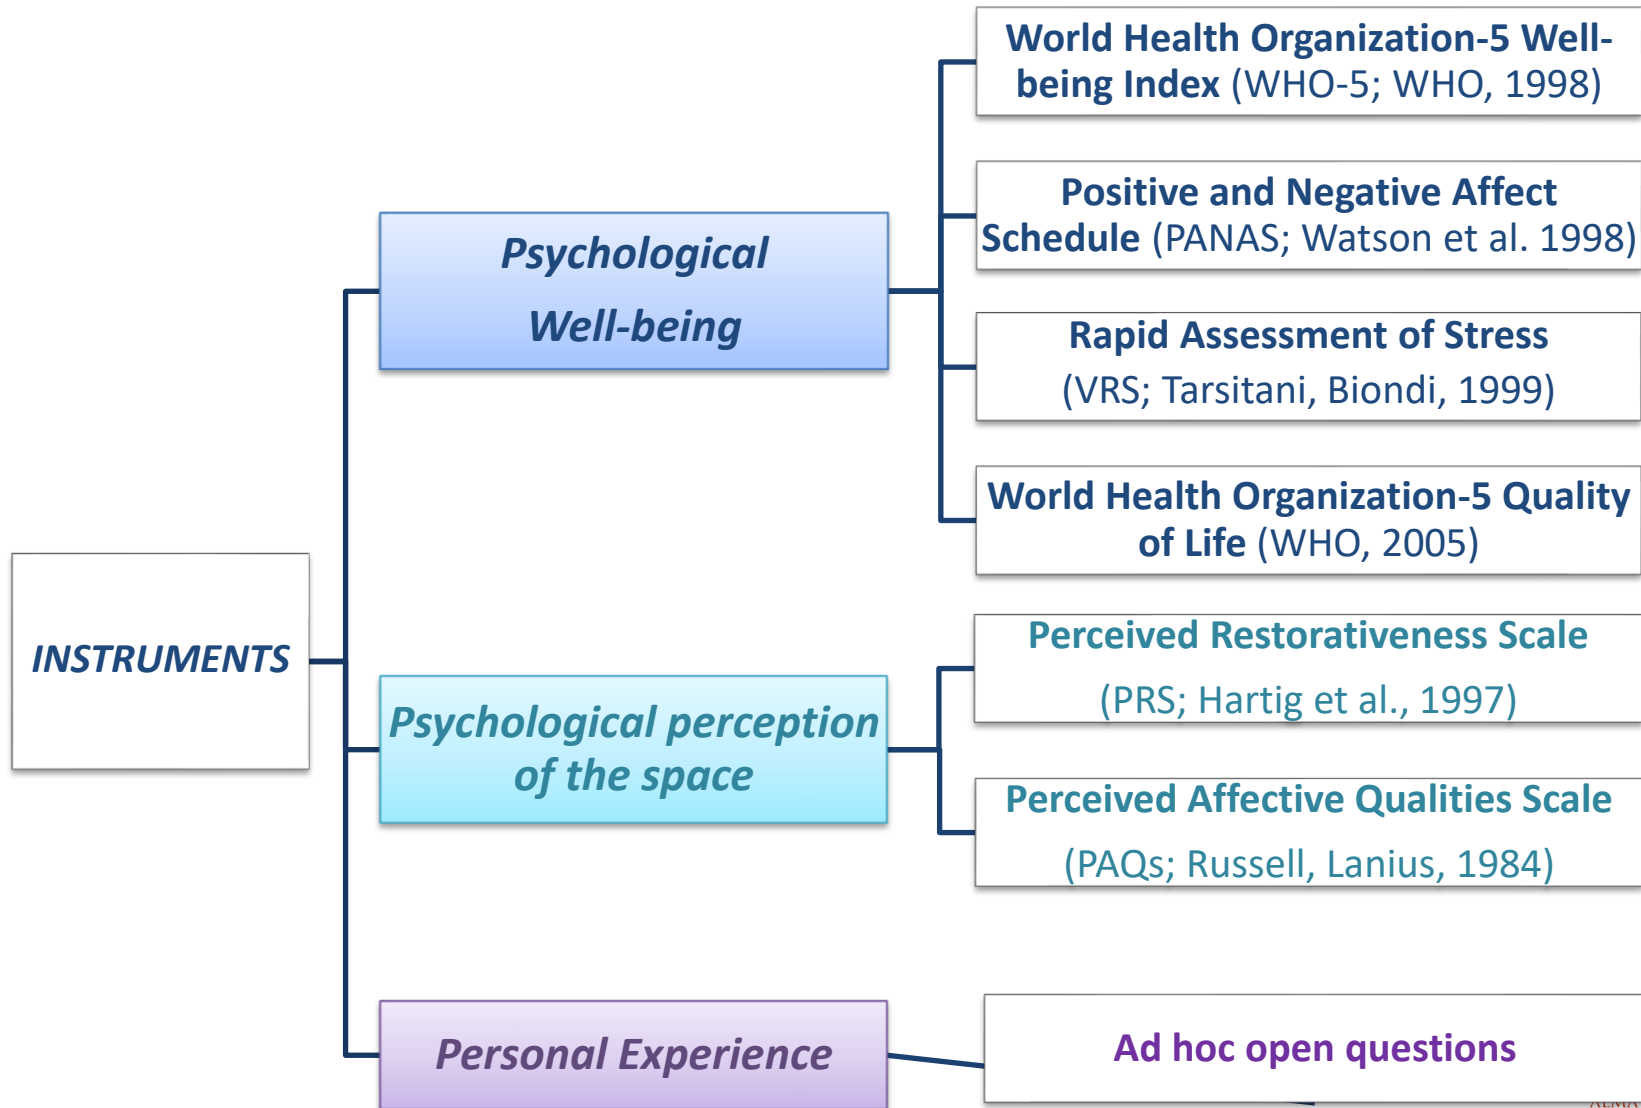 INSTRUMENTS
Psychological
Well-being
World Health Organization-5 Well-
being Index (WHO-5; WHO, 1998)
Positive and Negative Affect
Schedule (PANAS; Watson et al. 1998)
Rapid Assessment of Stress
(VRS; Tarsitani, Biondi, 1999)
World Health Organization-5 Quality
of Life (WHO, 2005)
Psychological perception
of the space
Perceived Restorativeness Scale
(PRS; Hartig et al., 1997)
Perceived Affective Qualities Scale
(PAQs; Russell, Lanius, 1984)
Personal Experience
Ad hoc open questions